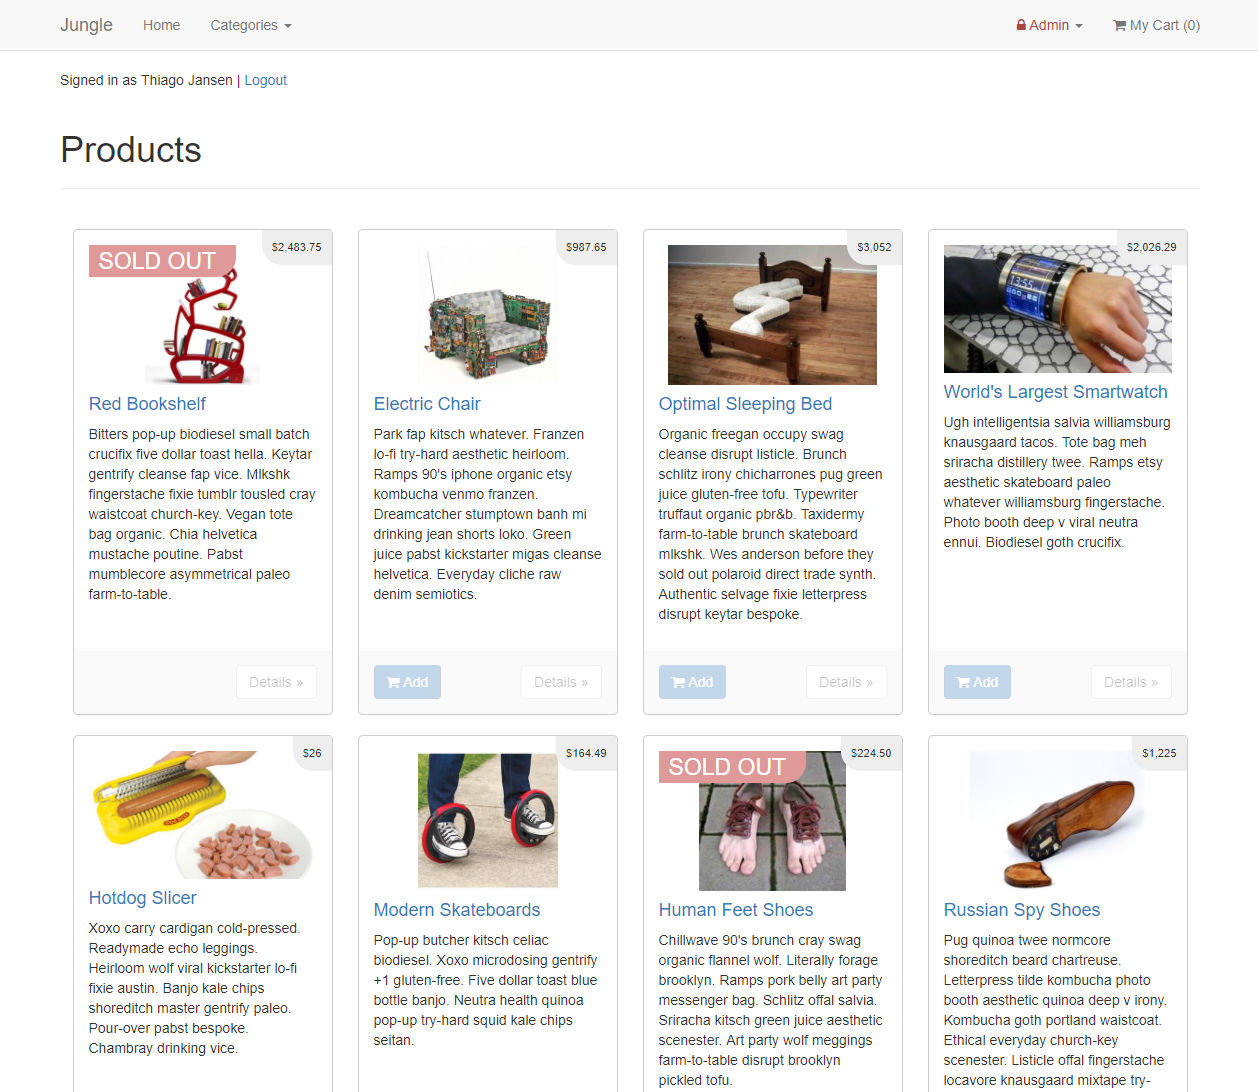 Jungle Home Categories Admin My Cart (0)
Signed in as Thiago Jansen | Logout
Products
SOLD OUT
$2,483.75
Red Bookshelf
Bitters pop-up biodiesel small batch
crucifix five dollar toast hella. Keytar
gentrify cleanse fap vice. Mlkshk
fingerstache fixie tumblr tousled cray
waistcoat church-key. Vegan tote
bag organic. Chia helvetica
mustache poutine. Pabst
mumblecore asymmetrical paleo
farm-to-table.
Details »
$987.65
Electric Chair
Park fap kitsch whatever. Franzen
lo-fi try-hard aesthetic heirloom.
Ramps 90's iphone organic etsy
kombucha venmo franzen.
Dreamcatcher stumptown banh mi
drinking jean shorts loko. Green
juice pabst kickstarter migas cleanse
helvetica. Everyday cliche raw
denim semiotics.
Add Details »
$3,052
Optimal Sleeping Bed
Organic freegan occupy swag
cleanse disrupt listicle. Brunch
schlitz irony chicharrones pug green
juice gluten-free tofu. Typewriter
truffaut organic pbr&b. Taxidermy
farm-to-table brunch skateboard
mlkshk. Wes anderson before they
sold out polaroid direct trade synth.
Authentic selvage fixie letterpress
disrupt keytar bespoke.
Add Details »
$2,026.29
13:55
World's Largest Smartwatch
Ugh intelligentsia salvia williamsburg
knausgaard tacos. Tote bag meh
sriracha distillery twee. Ramps etsy
aesthetic skateboard paleo
whatever williamsburg fingerstache.
Photo booth deep v viral neutra
ennui. Biodiesel goth crucifix.
Add Details »
$26
Hotdog Slicer
Xoxo carry cardigan cold-pressed.
Readymade echo leggings.
Heirloom wolf viral kickstarter lo-fi
fixie austin. Banjo kale chips
shoreditch master gentrify paleo.
Pour-over pabst bespoke.
Chambray drinking vice.
$164.49
Modern Skateboards
Pop-up butcher kitsch celiac
biodiesel. Xoxo microdosing gentrify
+1 gluten-free. Five dollar toast blue
bottle banjo. Neutra health quinoa
pop-up try-hard squid kale chips
seitan.
SOLD OUT
$224.50
Human Feet Shoes
Chillwave 90's brunch cray swag
organic flannel wolf. Literally forage
brooklyn. Ramps pork belly art party
messenger bag. Schlitz offal salvia.
Sriracha kitsch green juice aesthetic
scenester. Art party wolf meggings
farm-to-table disrupt brooklyn
pickled tofu.
$1,225
Russian Spy Shoes
Pug quinoa twee normcore
shoreditch beard chartreuse.
Letterpress tilde kombucha photo
booth aesthetic quinoa deep v irony.
Kombucha goth portland waistcoat.
Ethical everyday church-key
scenester. Listicle offal fingerstache
locavore knausgaard mixtape try-